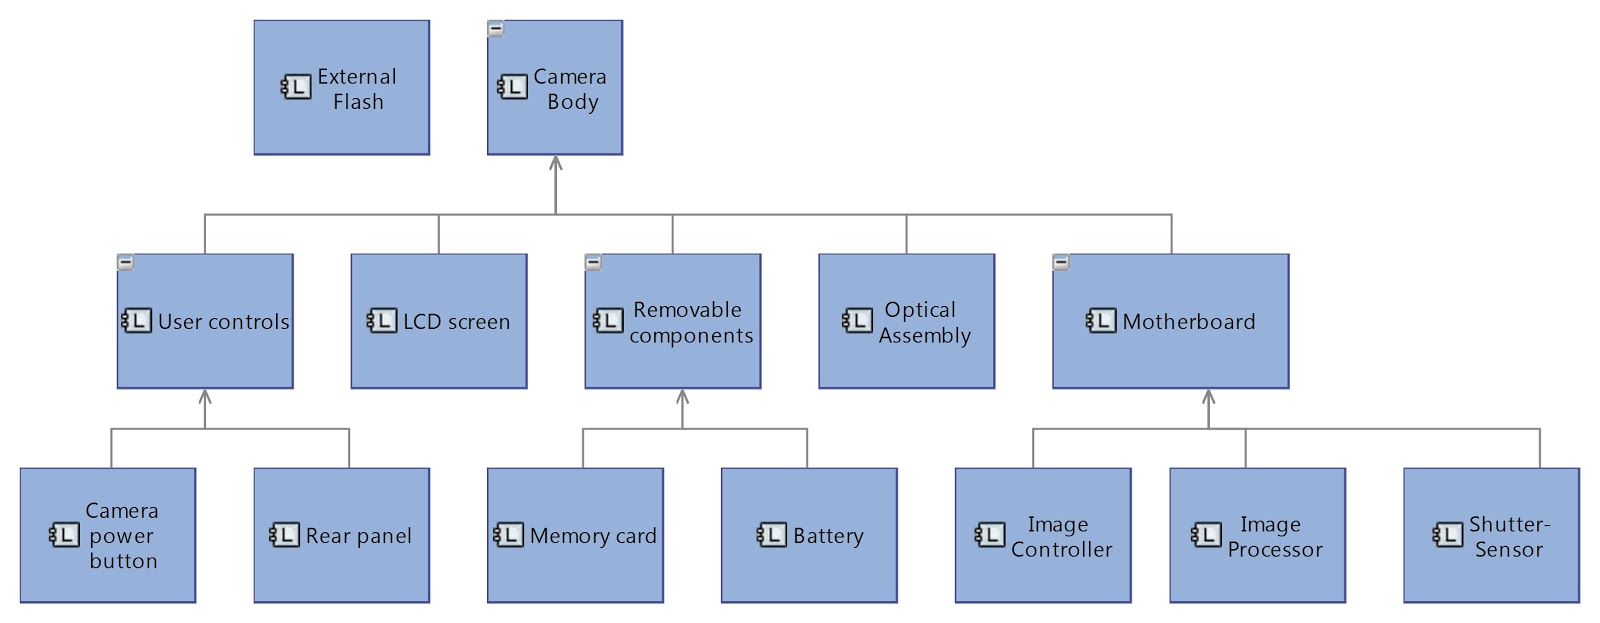 L External
Flash
L Camera
Body
L User controls
L LCD screen
L Removable
components
L Optical
Assembly
L Motherboard
L Camera
power
button
L Rear panel
L Memory card
L Battery
L Image
Controller
L Image
Processor
L Shutter-
Sensor